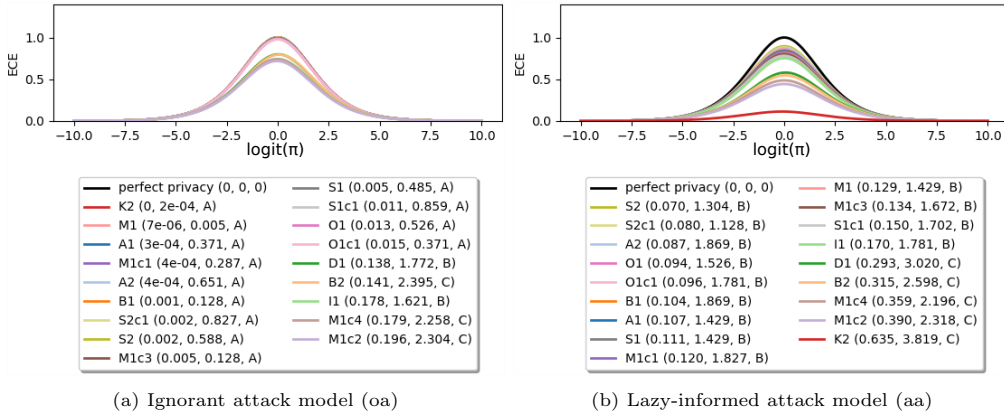 1.0
0.5
0.0
ECE
−10.0 −7.5 −5.0 −2.5 0.0 2.5 5.0 7.5 10.0
logit(π)
perfect privacy (0, 0, 0)
K2 (0, 2e-04, A)
M1 (7e-06, 0.005, A)
A1 (3e-04, 0.371, A)
M1c1 (4e-04, 0.287, A)
A2 (4e-04, 0.651, A)
B1 (0.001, 0.128, A)
S2c1 (0.002, 0.827, A)
S2 (0.002, 0.588, A)
M1c3 (0.005, 0.128, A)
S1 (0.005, 0.485, A)
S1c1 (0.011, 0.859, A)
O1 (0.013, 0.526, A)
O1c1 (0.015, 0.371, A)
D1 (0.138, 1.772, B)
B2 (0.141, 2.395, C)
I1 (0.178, 1.621, B)
M1c4 (0.179, 2.258, C)
M1c2 (0.196, 2.304, C)
(a) Ignorant attack model (oa)
1.0
0.5
0.0
ECE
−10.0 −7.5 −5.0 −2.5 0.0 2.5 5.0 7.5 10.0
logit(π)
perfect privacy (0, 0, 0)
S2 (0.070, 1.304, B)
S2c1 (0.080, 1.128, B)
A2 (0.087, 1.869, B)
O1 (0.094, 1.526, B)
O1c1 (0.096, 1.781, B)
B1 (0.104, 1.869, B)
A1 (0.107, 1.429, B)
S1 (0.111, 1.429, B)
M1c1 (0.120, 1.827, B)
M1 (0.129, 1.429, B)
M1c3 (0.134, 1.672, B)
S1c1 (0.150, 1.702, B)
I1 (0.170, 1.781, B)
D1 (0.293, 3.020, C)
B2 (0.315, 2.598, C)
M1c4 (0.359, 2.196, C)
M1c2 (0.390, 2.318, C)
K2 (0.635, 3.819, C)
(b) Lazy-informed attack model (aa)